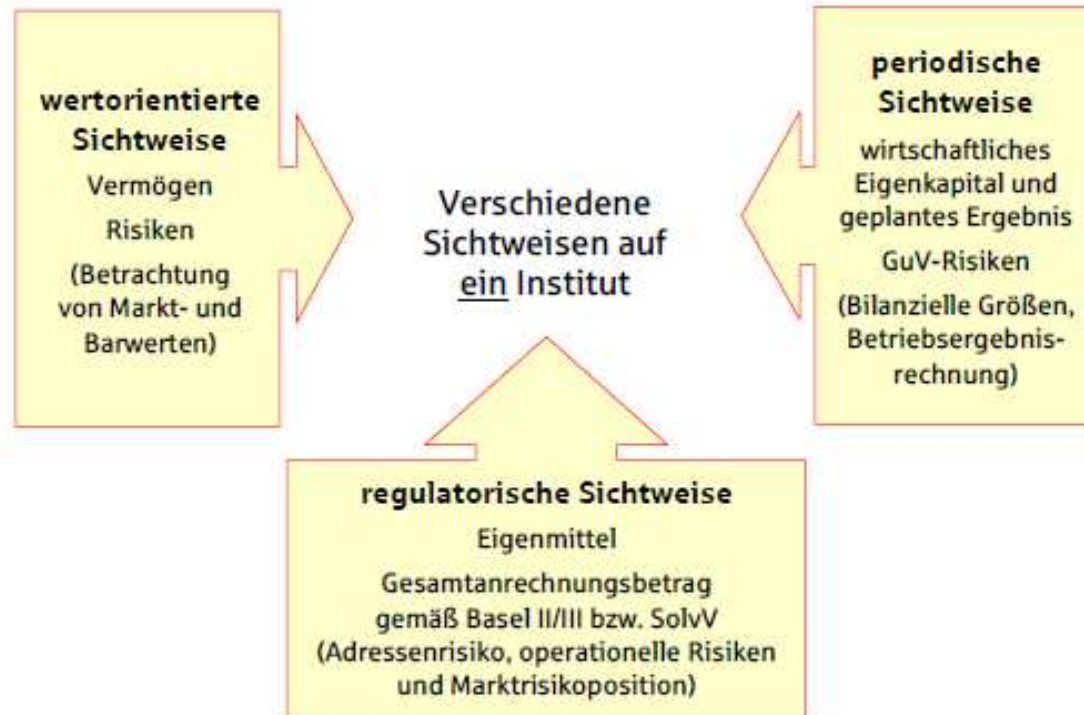 wertorientierte
Sichtweise
Vermögen
Risiken
(Betrachtung
von Markt- und
Barwerten)
Verschiedene
Sichtweisen auf
ein Institut
periodische
Sichtweise
wirtschaftliches
Eigenkapital und
geplantes Ergebnis
GuV-Risiken
(Bilanzielle Größen,
Betriebsergebnis-
rechnung)
regulatorische Sichtweise
Eigenmittel
Gesamtanrechnungsbetrag
gemäß Basel II/III bzw. SolvV
(Adressenrisiko, operationelle Risiken
und Marktrisikoposition)